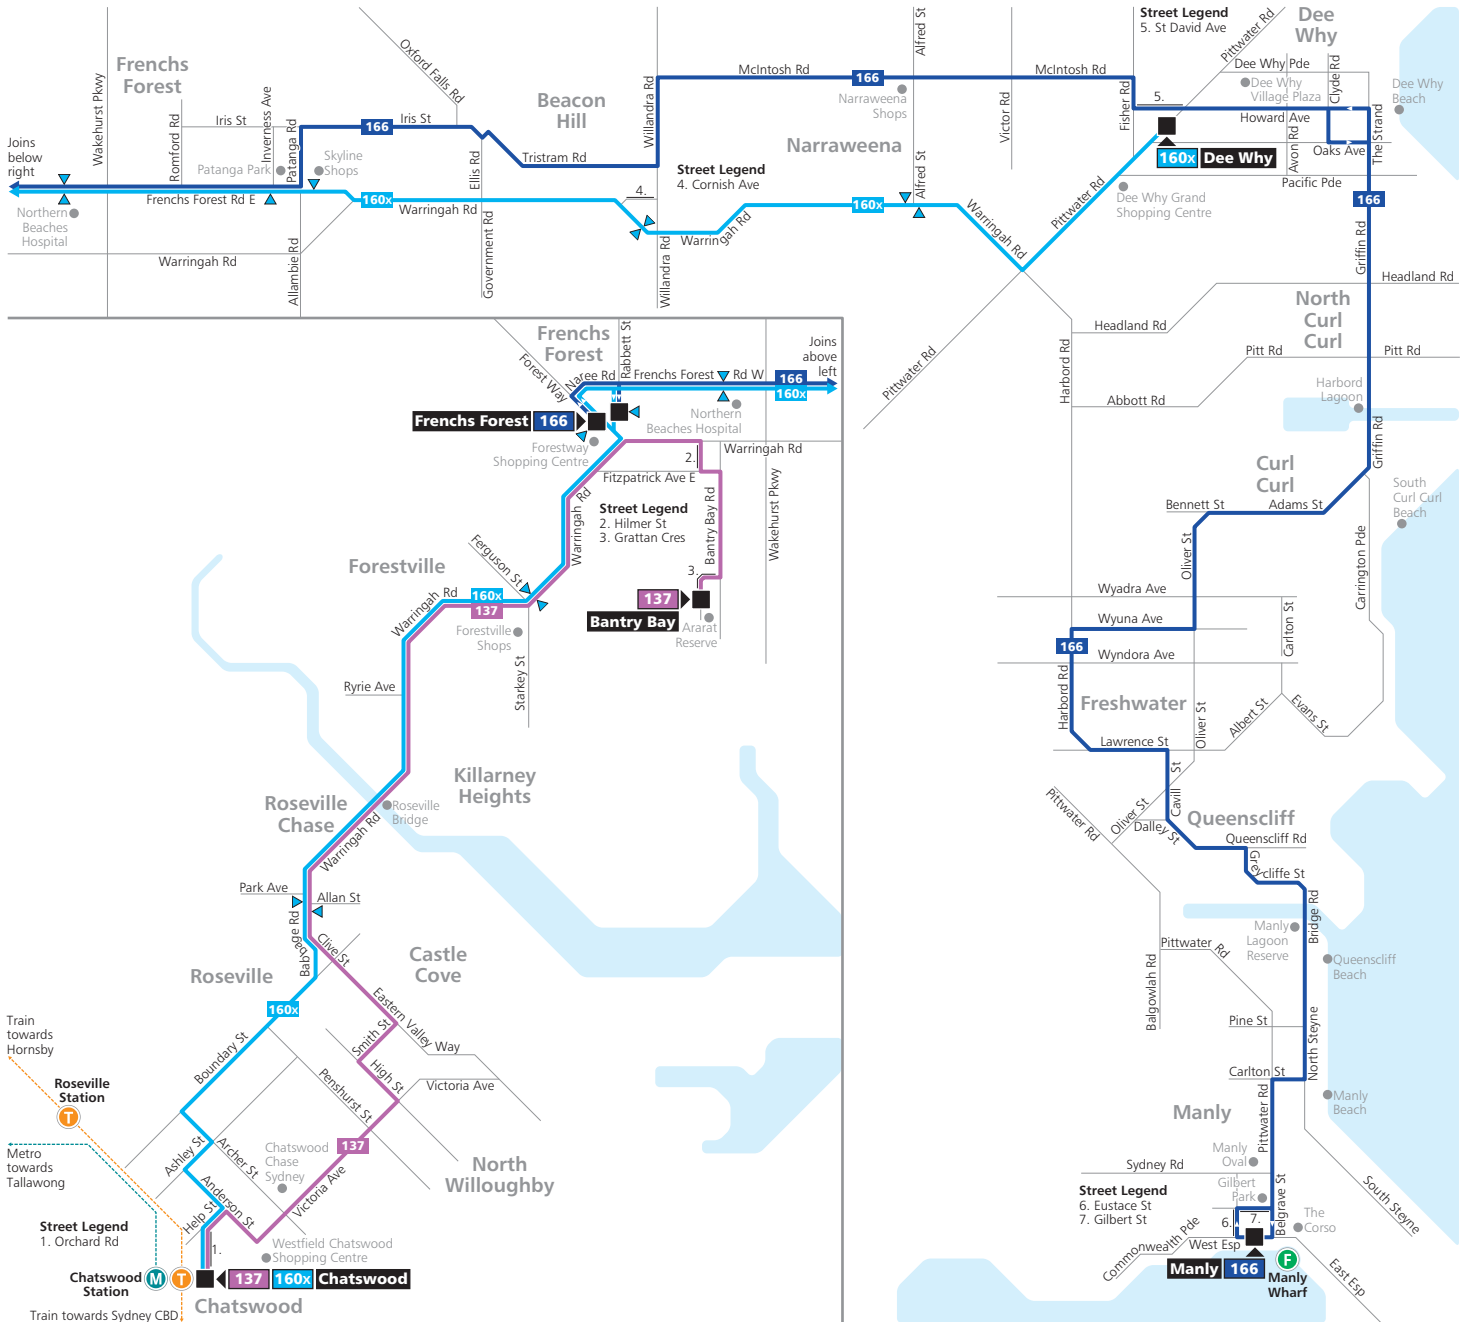 Street Legend
5. St David Ave
Pittwater Rd
Dee
Why
Alfred St
Oxford Falls Rd
Frenchs
Forest
Wakehurst Pkwy
McIntosh Rd
166
McIntosh Rd
Dee Why Pde
Clyde Rd
Dee Why
Village Plaza
Dee Why
Beach
Willandra Rd
Narraweena
Shops
Victor Rd
Fisher Rd
5.
Beacon
Hill
Romford Rd
Iris St
Inverness Ave
Patanga Rd
166
Iris St
Howard Ave
Avon Rd
Oaks Ave
The Strand
Joins
below
right
Narraweena
160x
Dee Why
Patanga Park
Skyline
Shops
Ellis Rd
Tristram Rd
Street Legend
4. Cornish Ave
Alfred St
Pacific Pde
Frenchs Forest Rd E
160x
Warringah Rd
4.
160x
Warringah Rd
Pittwater Rd
Dee Why Grand
Shopping Centre
166
Northern
Beaches
Hospital
Government Rd
Warringah Rd
Griffin Rd
Warringah Rd
Allambie Rd
Willandra Rd
Headland Rd
North
Curl
Curl
Frenchs
Forest
Rabbett St
Joins
above
left
Headland Rd
Harbord Rd
Pittwater Rd
Pitt Rd
Pitt Rd
Forest Way
Naree Rd
Frenchs Forest
Rd W
166
160x
Harbord
Lagoon
Abbott Rd
Frenchs Forest
166
Northern
Beaches Hospital
Griffin Rd
Forestway
Shopping Centre
2.
Warringah Rd
Fitzpatrick Ave E
Curl
Curl
South
Curl Curl
Beach
Warringah Rd
Street Legend
2. Hilmer St
3. Grattan Cres
Bantry Bay Rd
Wakehurst Pkwy
Bennett St
Adams St
Oliver St
Ferguson St
Forestville
3.
Carrington Pde
Warringah Rd
160x
137
137
Bantry Bay
Wyadra Ave
Carlton St
Forestville
Shops
Ararat
Reserve
Wyuna Ave
166
Wyndora Ave
Starkey St
Ryrie Ave
Harbord Rd
Freshwater
Oliver St
Albert St
Evans St
Lawrence St
Killarney
Heights
Cavill St
Roseville
Chase
Roseville
Bridge
Warringah Rd
Pittwater Rd
Oliver St
Dalley St
Queenscliff
Queenscliff Rd
Greycliffe St
Park Ave
Allan St
Babbage Rd
Bridge Rd
Manly
Lagoon
Reserve
Clive St
Castle
Cove
Pittwater Rd
Queenscliff
Beach
Roseville
Balgowlah Rd
160x
Eastern Valley Way
Train
towards
Hornsby
Smith St
Pine St
North Steyne
Boundary St
High St
Roseville
Station
T
Penshurst St
Victoria Ave
Carlton St
Manly
Pittwater Rd
Manly
Beach
Metro
towards
Tallawong
Ashley St
Archer St
Chatswood
Chase
Sydney
137
North
Willoughby
Manly
Oval
Sydney Rd
Victoria Ave
Anderson St
Street Legend
6. Eustace St
7. Gilbert St
Gilbert
Park
Belgrave St
South Steyne
Help St
Street Legend
1. Orchard Rd
1.
6.
7.
The
Corso
Westfield Chatswood
Shopping Centre
Commonwealth Pde
West Esp
Chatswood
Station
M
T
137
160x
Chatswood
Manly
166
F
Manly
Wharf
East Esp
Chatswood
Train towards Sydney CBD